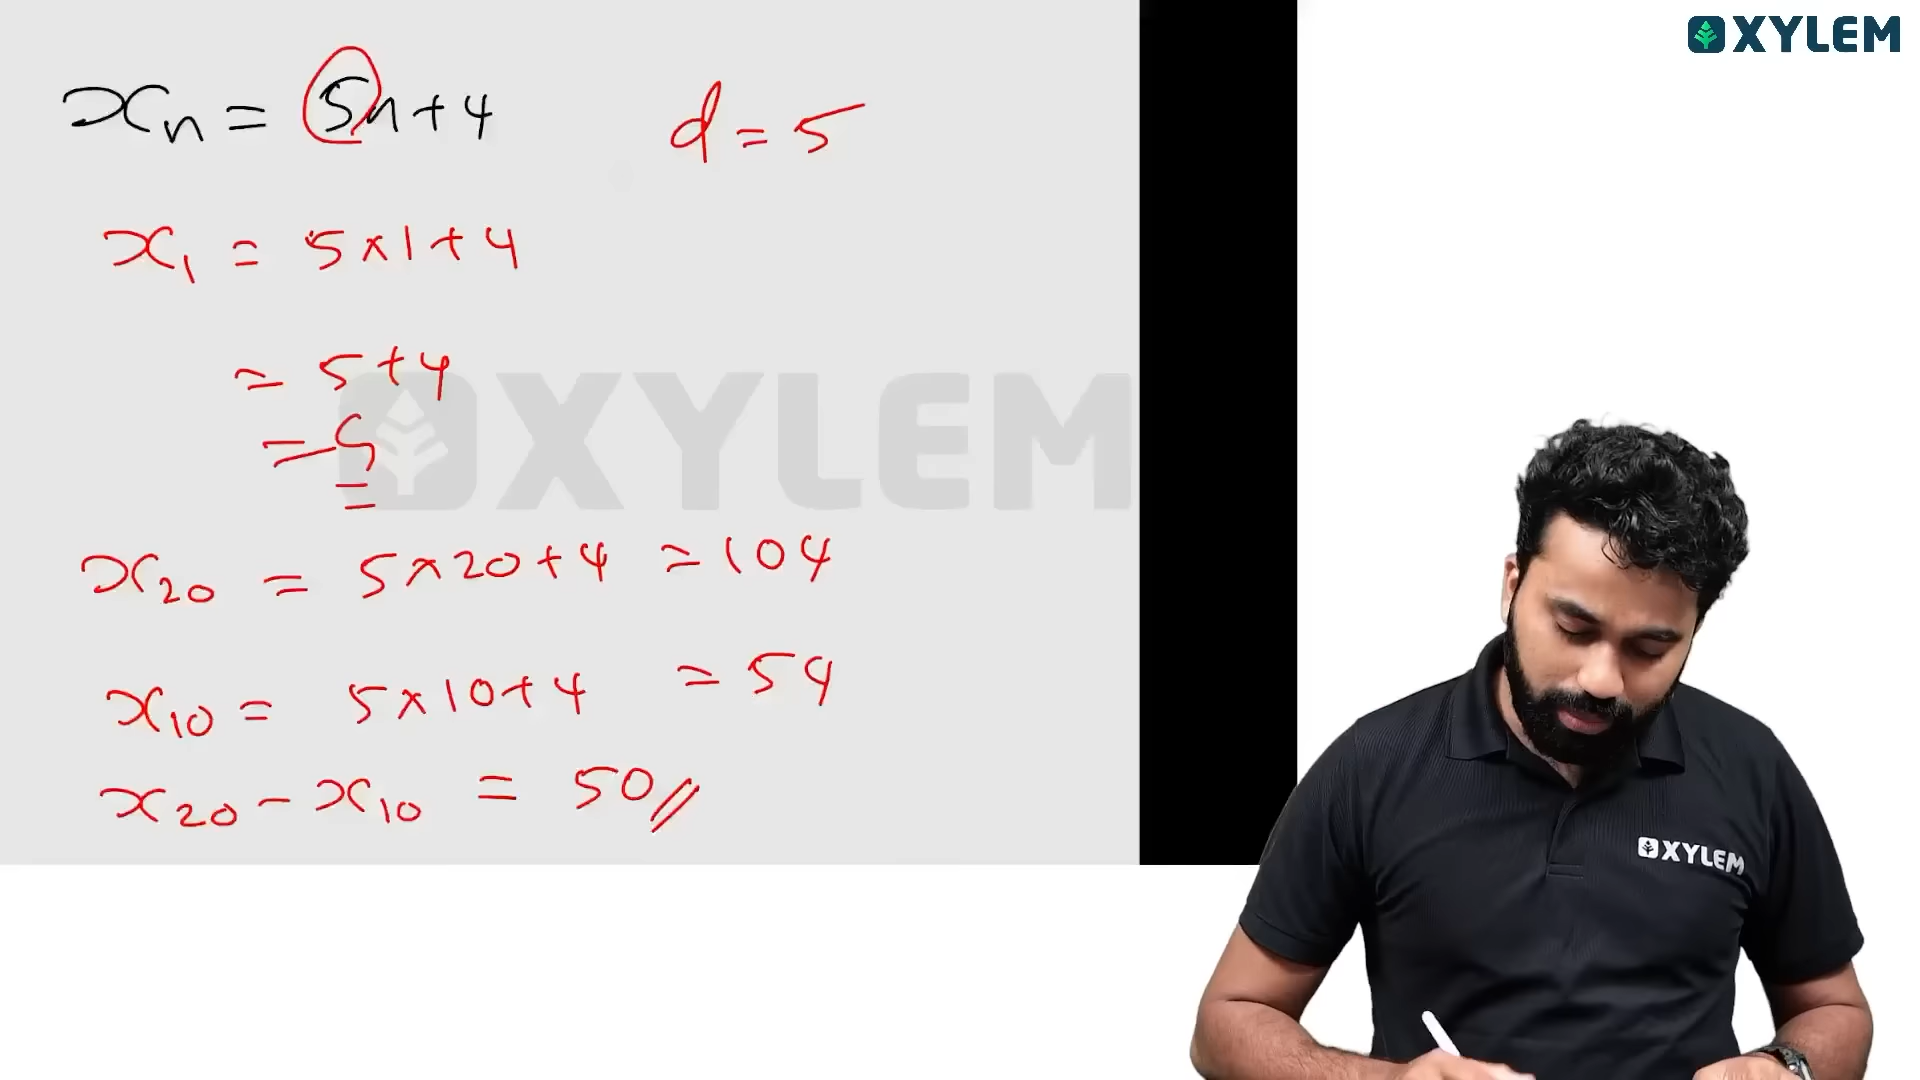 XYLEM
xₙ = 5n+4
d = 5
x₁ = 5×1+4
= 5+4
= 9
XYLEM
x₂₀ = 5×20+4 = 104
x₁₀ = 5×10+4 = 54
x₂₀ - x₁₀ = 50//
XYLEM